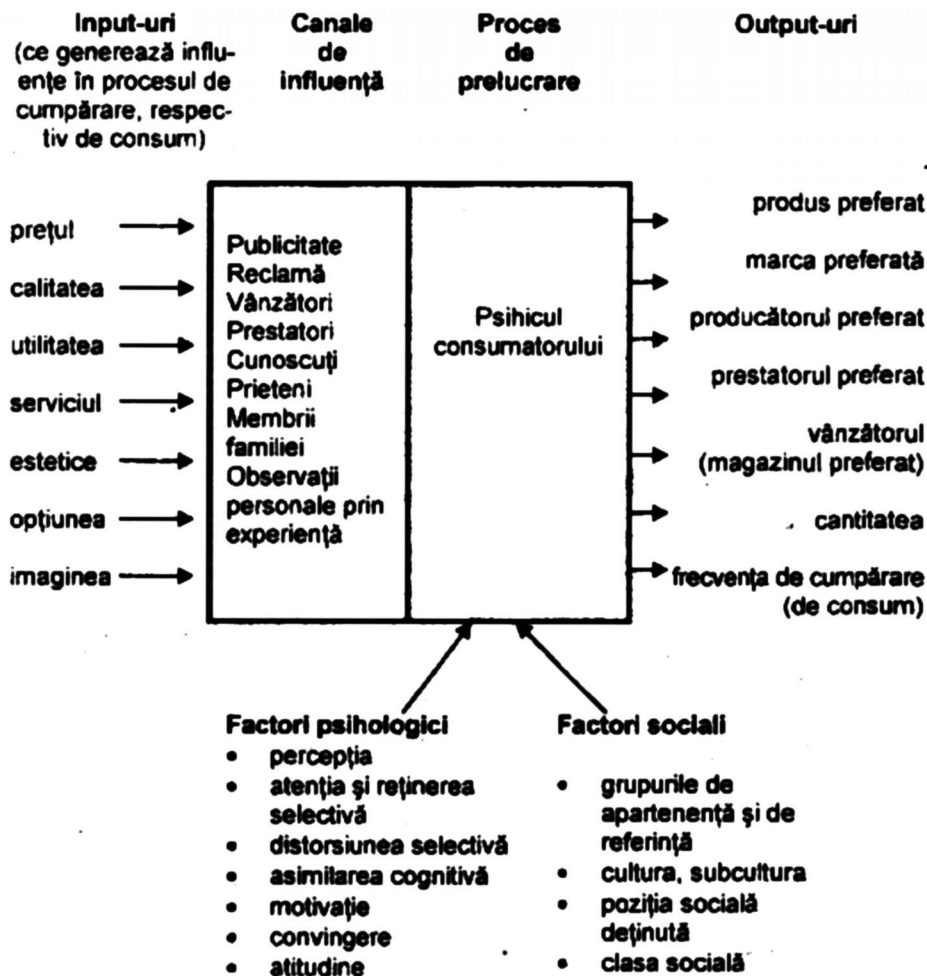 Input-uri
(ce generează influ-
ențe în procesul de
cumpărare, respec-
tiv de consum)
Canale
de
influență
Proces
de
prelucrare
Output-uri
prețul
calitatea
utilitatea
serviciul
estetice
opțiunea
imaginea
Publicitate
Reclamă
Vânzători
Prestatori
Cunoscuți
Prieteni
Membrii
familiei
Observații
personale prin
experiență
Psihicul
consumatorului
produs preferat
marca preferată
producătorul preferat
prestatorul preferat
vânzătorul
(magazinul preferat)
cantitatea
frecvența de cumpărare
(de consum)
Factori psihologici
• percepția
• atenția și reținerea
selectivă
• distorsiunea selectivă
• asimilarea cognitivă
• motivație
• convingere
• atitudine
Factori sociali
• grupurile de
apartenență și de
referință
• cultura, subcultura
• poziția socială
deținută
• clasa socială